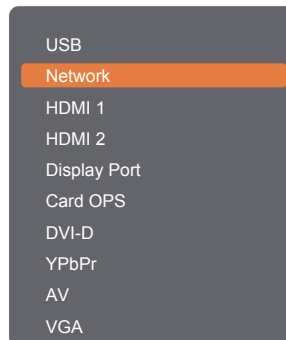 USB
Network
HDMI 1
HDMI 2
Display Port
Card OPS
DVI-D
YPbPr
AV
VGA